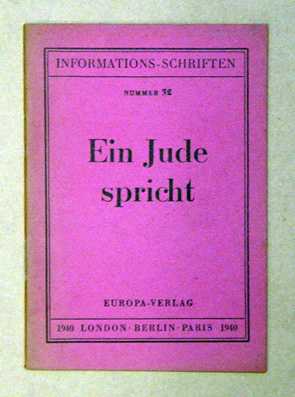 INFORMATIONS-SCHRIFTEN
NUMMER 32
Ein Jude
spricht
EUROPA-VERLAG
1940 LONDON · BERLIN · PARIS 1940